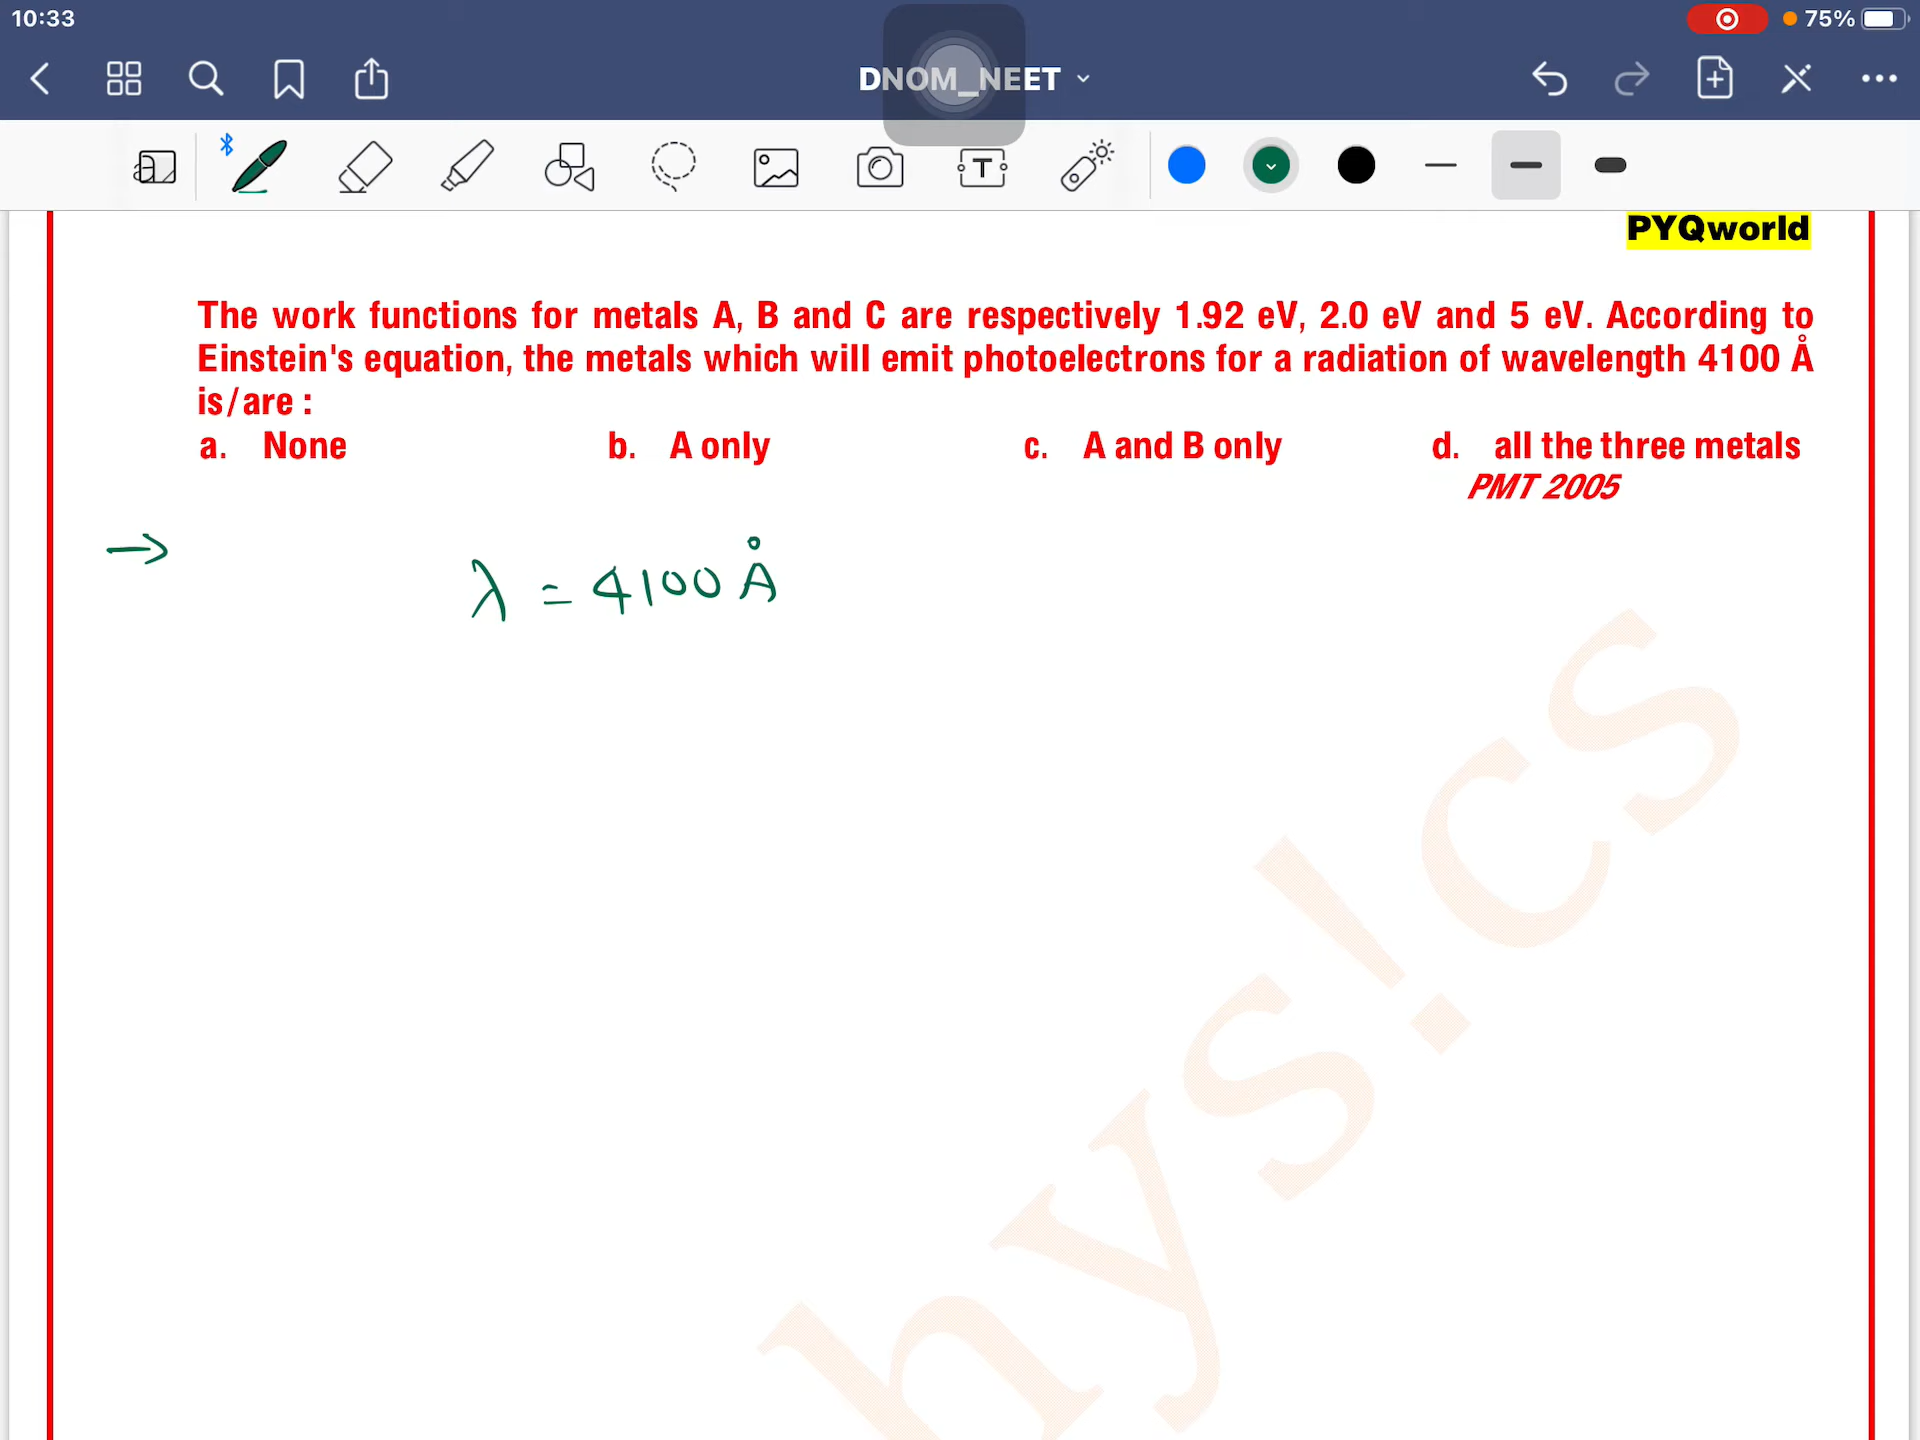 10:33
75%
DNOM_NEET
T
PYQworld
The work functions for metals A, B and C are respectively 1.92 eV, 2.0 eV and 5 eV. According to
Einstein's equation, the metals which will emit photoelectrons for a radiation of wavelength 4100 Å
is/are :
a. None b. A only c. A and B only d. all the three metals
PMT 2005
→ λ = 4100 Å
hys!cs